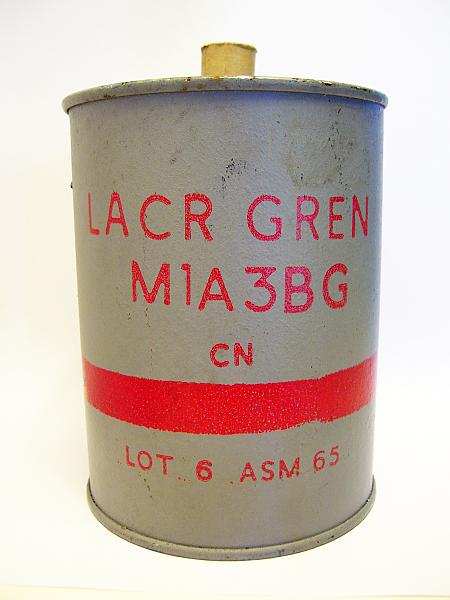 LACR GREN
M1A3BG
CN
LOT 6 ASM 65